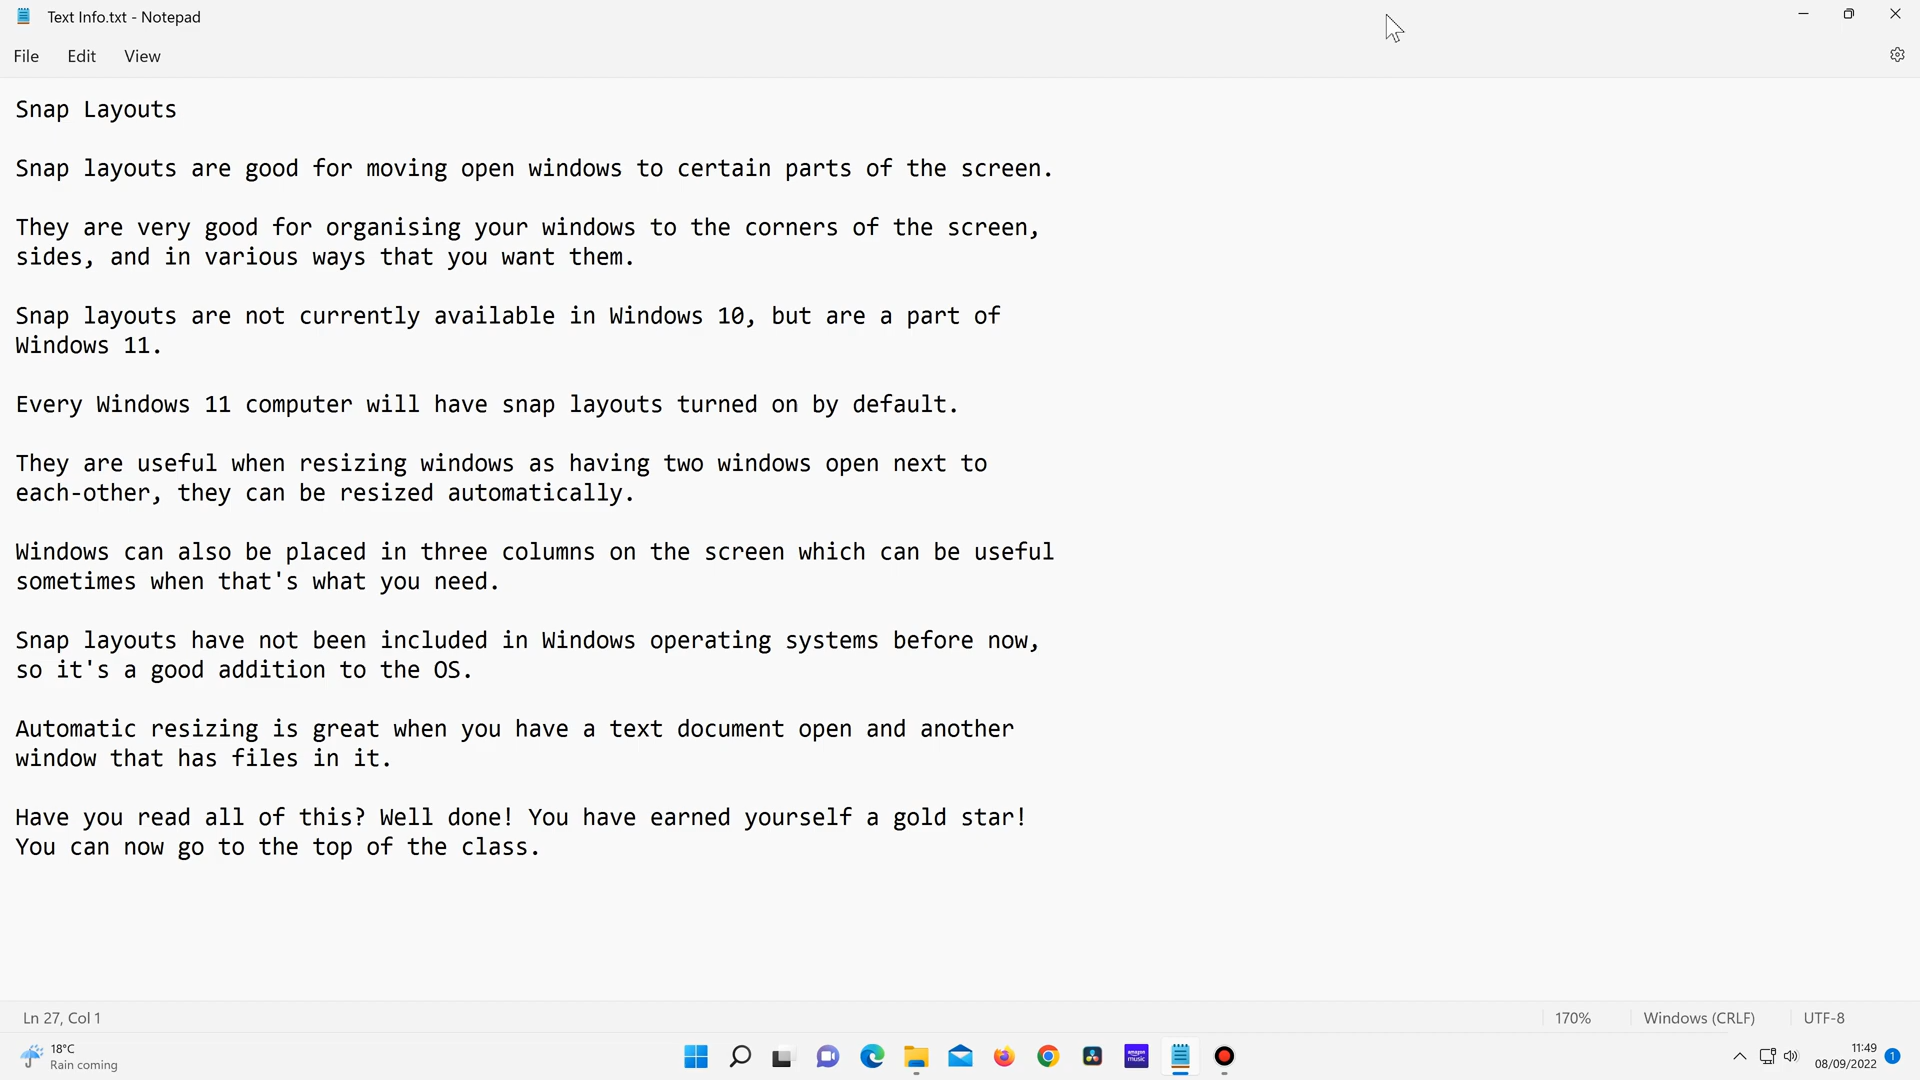 Text Info.txt - Notepad
File Edit View
Snap Layouts
Snap layouts are good for moving open windows to certain parts of the screen.
They are very good for organising your windows to the corners of the screen,
sides, and in various ways that you want them.
Snap layouts are not currently available in Windows 10, but are a part of
Windows 11.
Every Windows 11 computer will have snap layouts turned on by default.
They are useful when resizing windows as having two windows open next to
each-other, they can be resized automatically.
Windows can also be placed in three columns on the screen which can be useful
sometimes when that's what you need.
Snap layouts have not been included in Windows operating systems before now,
so it's a good addition to the OS.
Automatic resizing is great when you have a text document open and another
window that has files in it.
Have you read all of this? Well done! You have earned yourself a gold star!
You can now go to the top of the class.
Ln 27, Col 1 170% Windows (CRLF) UTF-8
18°C
Rain coming
amazon music
11:49
08/09/2022
1